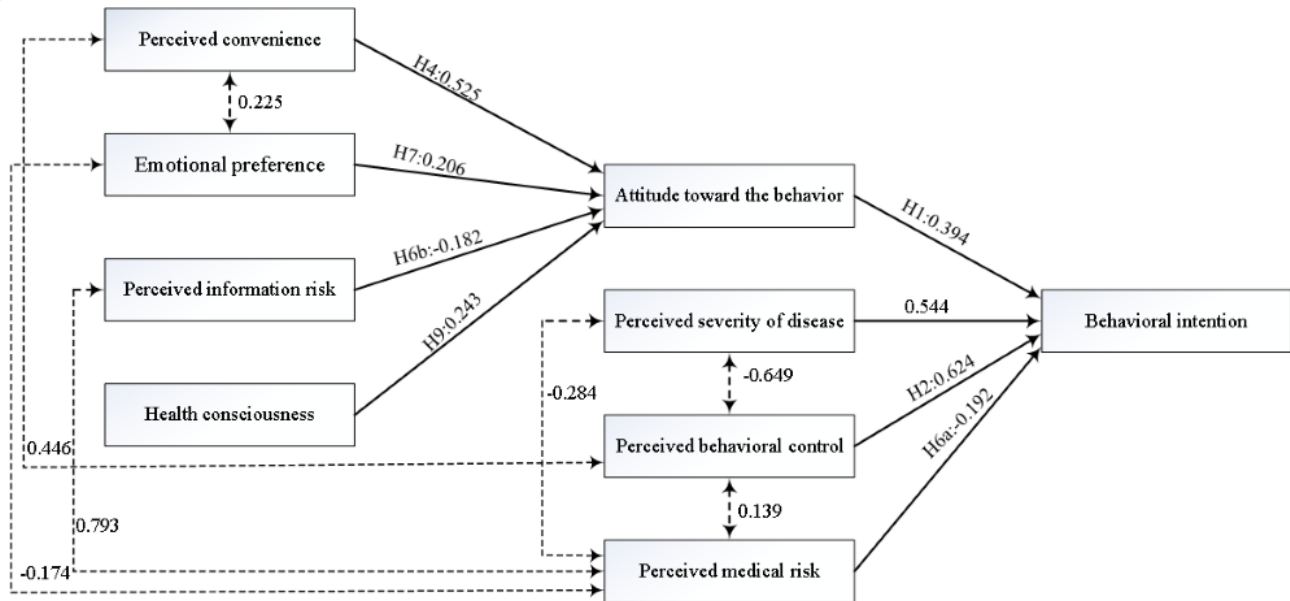 Perceived convenience
H4:0.525
0.225
Emotional preference
H7:0.206
Attitude toward the behavior
H1:0.394
H6b:-0.182
Perceived information risk
H9:0.243
Perceived severity of disease
0.544
Behavioral intention
-0.649
-0.284
H2:0.624
Health consciousness
H6a:-0.192
0.446
Perceived behavioral control
0.139
0.793
-0.174
Perceived medical risk